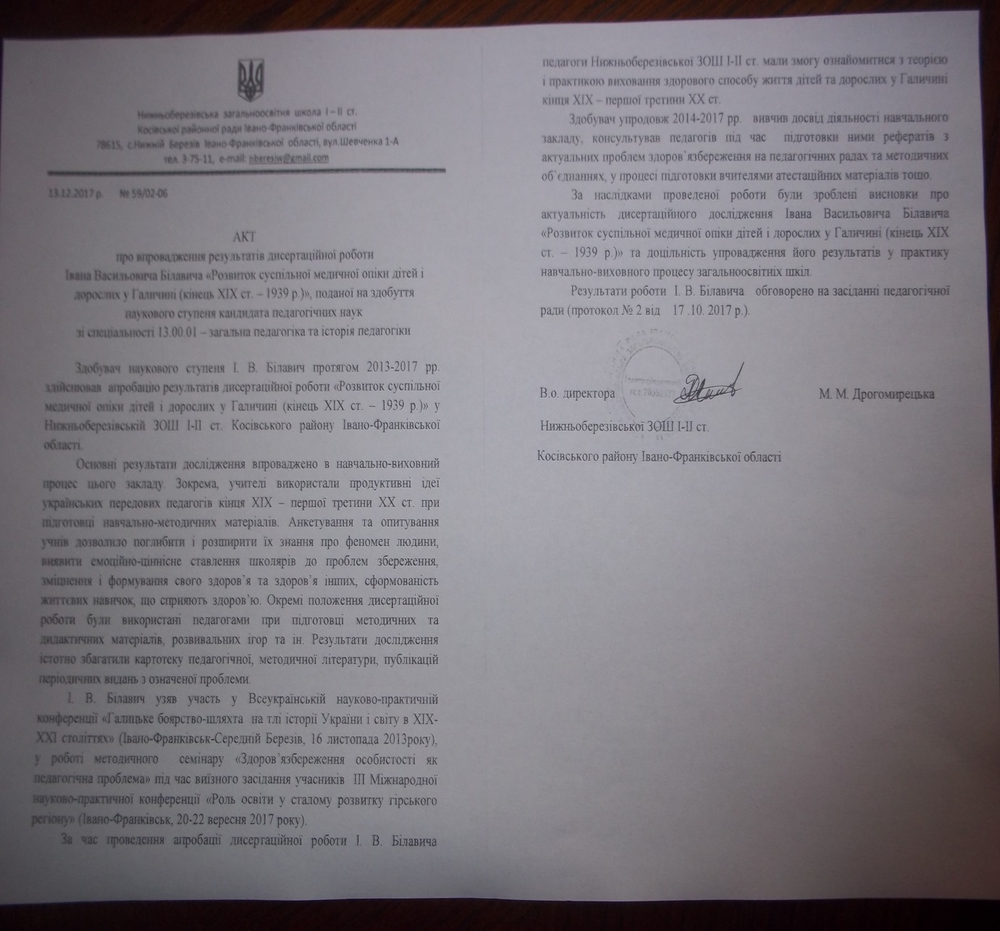 Нижньоберезівська загальноосвітня школа І – ІІ ст.
Косівської районної ради Івано-Франківської області
78615, с.Нижній Березів Івано-Франківської області, вул.Шевченка 1-А
тел. 3-75-11, e-mail: nberesiw@gmail.com
13.12.2017 р. № 59/02-06
АКТ
про впровадження результатів дисертаційної роботи
Івана Васильовича Білавича «Розвиток суспільної медичної опіки дітей і
дорослих у Галичині (кінець ХІХ ст. – 1939 р.)», поданої на здобуття
наукового ступеня кандидата педагогічних наук
зі спеціальності 13.00.01 – загальна педагогіка та історія педагогіки
Здобувач наукового ступеня І. В. Білавич протягом 2013-2017 рр.
здійснював апробацію результатів дисертаційної роботи «Розвиток суспільної
медичної опіки дітей і дорослих у Галичині (кінець ХІХ ст. – 1939 р.)» у
Нижньоберезівській ЗОШ І-ІІ ст. Косівського району Івано-Франківської
області.
Основні результати дослідження впроваджено в навчально-виховний
процес цього закладу. Зокрема, учителі використали продуктивні ідеї
українських передових педагогів кінця ХІХ – першої третини ХХ ст. при
підготовці навчально-методичних матеріалів. Анкетування та опитування
учнів дозволило поглибити і розширити їх знання про феномен людини,
виявити емоційно-ціннісне ставлення школярів до проблем збереження,
зміцнення і формування свого здоров’я та здоров’я інших, сформованість
життєвих навичок, що сприяють здоров’ю. Окремі положення дисертаційної
роботи були використані педагогами при підготовці методичних та
дидактичних матеріалів, розвивальних ігор та ін. Результати дослідження
істотно збагатили картотеку педагогічної, методичної літератури, публікацій
періодичних видань з означеної проблеми.
І. В. Білавич узяв участь у Всеукраїнській науково-практичній
конференції «Галицьке боярство-шляхта на тлі історії України і світу в ХІХ-
ХХІ століттях» (Івано-Франківськ-Середній Березів, 16 листопада 2013року),
у роботі методичного семінару «Здоров’язбереження особистості як
педагогічна проблема» під час виїзного засідання учасників ІІІ Міжнародної
науково-практичної конференції «Роль освіти у сталому розвитку гірського
регіону» (Івано-Франківськ, 20-22 вересня 2017 року).
За час проведення апробації дисертаційної роботи І. В. Білавича
педагоги Нижньоберезівської ЗОШ І-ІІ ст. мали змогу ознайомитися з теорією
і практикою виховання здорового способу життя дітей та дорослих у Галичині
кінця ХІХ – першої третини ХХ ст.
Здобувач упродовж 2014-2017 рр. вивчив досвід діяльності навчального
закладу, консультував педагогів під час підготовки ними рефератів з
актуальних проблем здоров`язбереження на педагогічних радах та методичних
об`єднаннях, у процесі підготовки вчителями атестаційних матеріалів тощо.
За наслідками проведеної роботи були зроблені висновки про
актуальність дисертаційного дослідження Івана Васильовича Білавича
«Розвиток суспільної медичної опіки дітей і дорослих у Галичині (кінець ХІХ
ст. – 1939 р.)» та доцільність упровадження його результатів у практику
навчально-виховного процесу загальноосвітніх шкіл.
Результати роботи І. В. Білавича обговорено на засіданні педагогічної
ради (протокол № 2 від 17 .10. 2017 р.).
В.о. директора М. М. Дрогомирецька
Нижньоберезівської ЗОШ І-ІІ ст.
Косівського району Івано-Франківської області